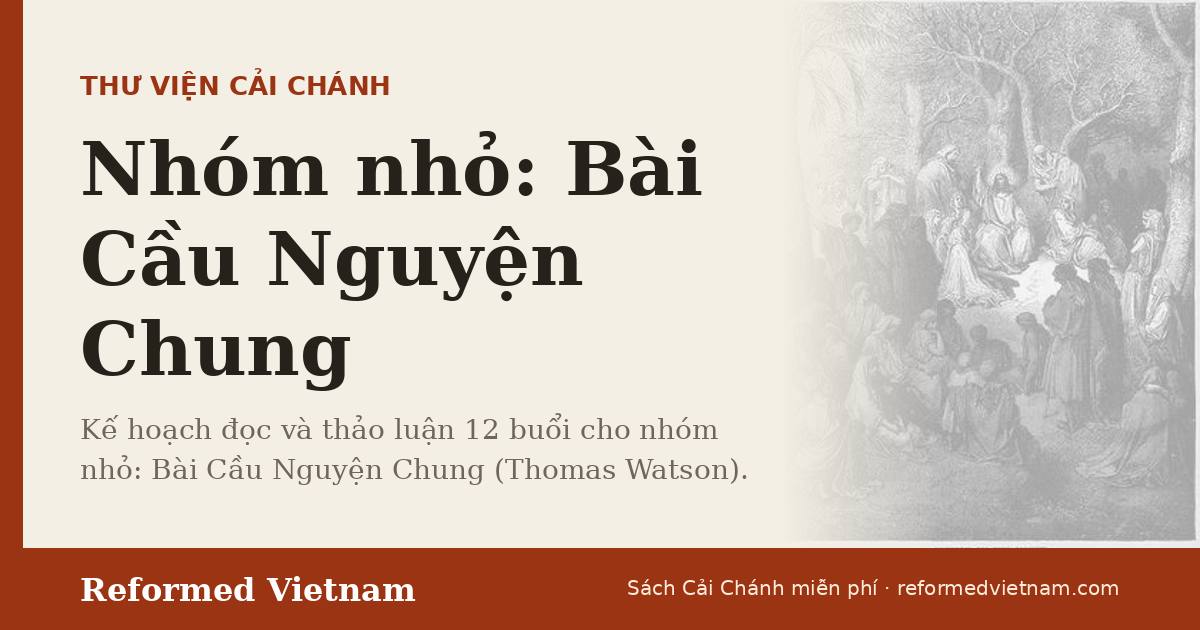 THƯ VIỆN CẢI CHÁNH
Nhóm nhỏ: Bài
Cầu Nguyện
Chung
Kế hoạch đọc và thảo luận 12 buổi cho nhóm
nhỏ: Bài Cầu Nguyện Chung (Thomas Watson).
Reformed Vietnam
Sách Cải Chánh miễn phí · reformedvietnam.com